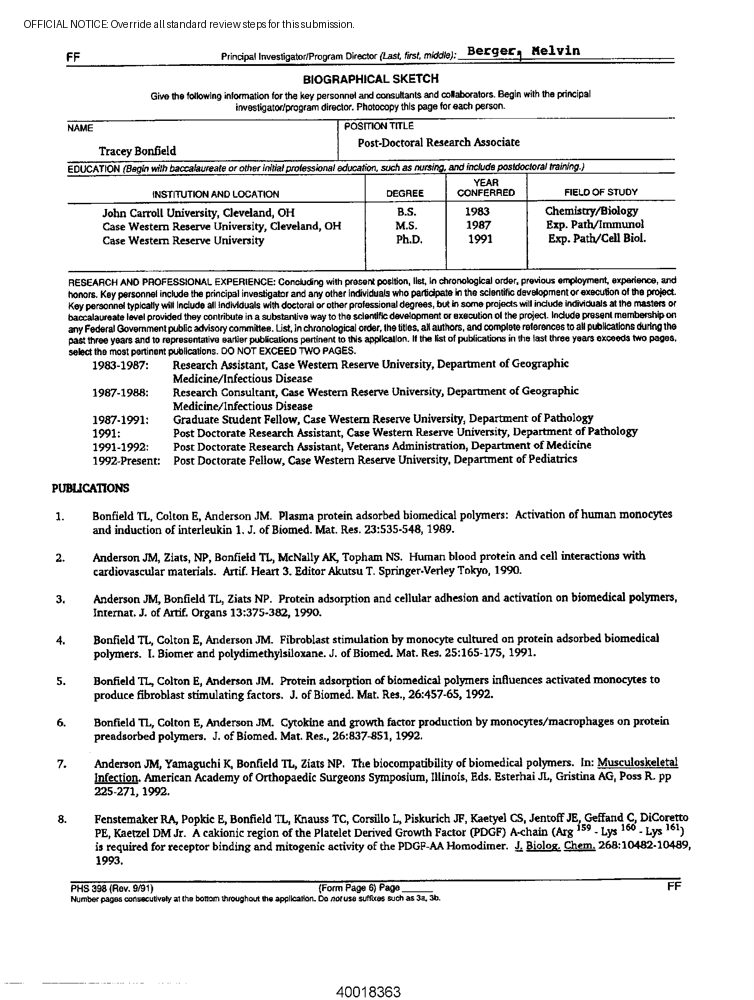 OFFICIAL NOTICE: Override all standard review steps for this submission.
FF Principal Investigator/Program Director (Last, first, middle): Berger, Melvin
BIOGRAPHICAL SKETCH
Give the following information for the key personnel and consultants and collaborators. Begin with the principal
investigator/program director. Photocopy this page for each person.
NAME POSITION TITLE
Tracey Bonfield Post-Doctoral Research Associate
EDUCATION (Begin with baccalaureate or other initial professional education, such as nursing, and include postdoctoral training.)
INSTITUTION AND LOCATION DEGREE YEAR CONFERRED FIELD OF STUDY
John Carroll University, Cleveland, OH B.S. 1983 Chemistry/Biology
Case Western Reserve University, Cleveland, OH M.S. 1987 Exp. Path/Immunol
Case Western Reserve University Ph.D. 1991 Exp. Path/Cell Biol.
RESEARCH AND PROFESSIONAL EXPERIENCE: Concluding with present position, list, in chronological order, previous employment, experience, and
honors. Key personnel include the principal investigator and any other individuals who participate in the scientific development or execution of the project.
Key personnel typically will include all individuals with doctoral or other professional degrees, but in some projects will include individuals at the masters or
baccalaureate level provided they contribute in a substantive way to the scientific development or execution of the project. Include present membership on
any Federal Government public advisory committee. List, in chronological order, the titles, all authors, and complete references to all publications during the
past three years and to representative earlier publications pertinent to this application. If the list of publications in the last three years exceeds two pages,
select the most pertinent publications. DO NOT EXCEED TWO PAGES.
1983-1987: Research Assistant, Case Western Reserve University, Department of Geographic
Medicine/Infectious Disease
1987-1988: Research Consultant, Case Western Reserve University, Department of Geographic
Medicine/Infectious Disease
1987-1991: Graduate Student Fellow, Case Western Reserve University, Department of Pathology
1991: Post Doctorate Research Assistant, Case Western Reserve University, Department of Pathology
1991-1992: Post Doctorate Research Assistant, Veterans Administration, Department of Medicine
1992-Present: Post Doctorate Fellow, Case Western Reserve University, Department of Pediatrics
PUBLICATIONS
1. Bonfield TL, Colton E, Anderson JM. Plasma protein adsorbed biomedical polymers: Activation of human monocytes
and induction of interleukin 1. J. of Biomed. Mat. Res. 23:535-548, 1989.
2. Anderson JM, Ziats, NP, Bonfield TL, McNally AK, Topham NS. Human blood protein and cell interactions with
cardiovascular materials. Artif. Heart 3. Editor Akutsu T. Springer-Verley Tokyo, 1990.
3. Anderson JM, Bonfield TL, Ziats NP. Protein adsorption and cellular adhesion and activation on biomedical polymers,
Internat. J. of Artif. Organs 13:375-382, 1990.
4. Bonfield TL, Colton E, Anderson JM. Fibroblast stimulation by monocyte cultured on protein adsorbed biomedical
polymers. I. Biomer and polydimethylsiloxane. J. of Biomed. Mat. Res. 25:165-175, 1991.
5. Bonfield TL, Colton E, Anderson JM. Protein adsorption of biomedical polymers influences activated monocytes to
produce fibroblast stimulating factors. J. of Biomed. Mat. Res., 26:457-65, 1992.
6. Bonfield TL, Colton E, Anderson JM. Cytokine and growth factor production by monocytes/macrophages on protein
preadsorbed polymers. J. of Biomed. Mat. Res., 26:837-851, 1992.
7. Anderson JM, Yamaguchi K, Bonfield TL, Ziats NP. The biocompatibility of biomedical polymers. In: Musculoskeletal
Infection. American Academy of Orthopaedic Surgeons Symposium, Illinois, Eds. Esterhai JL, Gristina AG, Poss R. pp
225-271, 1992.
8. Fenstemaker RA, Popkie E, Bonfield TL, Knauss TC, Corsillo L, Piskurich JF, Kaetyel CS, Jentoff JE, Geffand C, DiCoretto
PE, Kaetzel DM Jr. A cakionic region of the Platelet Derived Growth Factor (PDGF) A-chain (Arg 159 - Lys 160 - Lys 161)
is required for receptor binding and mitogenic activity of the PDGF-AA Homodimer. J. Biolog. Chem. 268:10482-10489,
1993.
PHS 398 (Rev. 9/91) (Form Page 6) Page FF
Number pages consecutively at the bottom throughout the application. Do not use suffixes such as 3a, 3b.
40018363